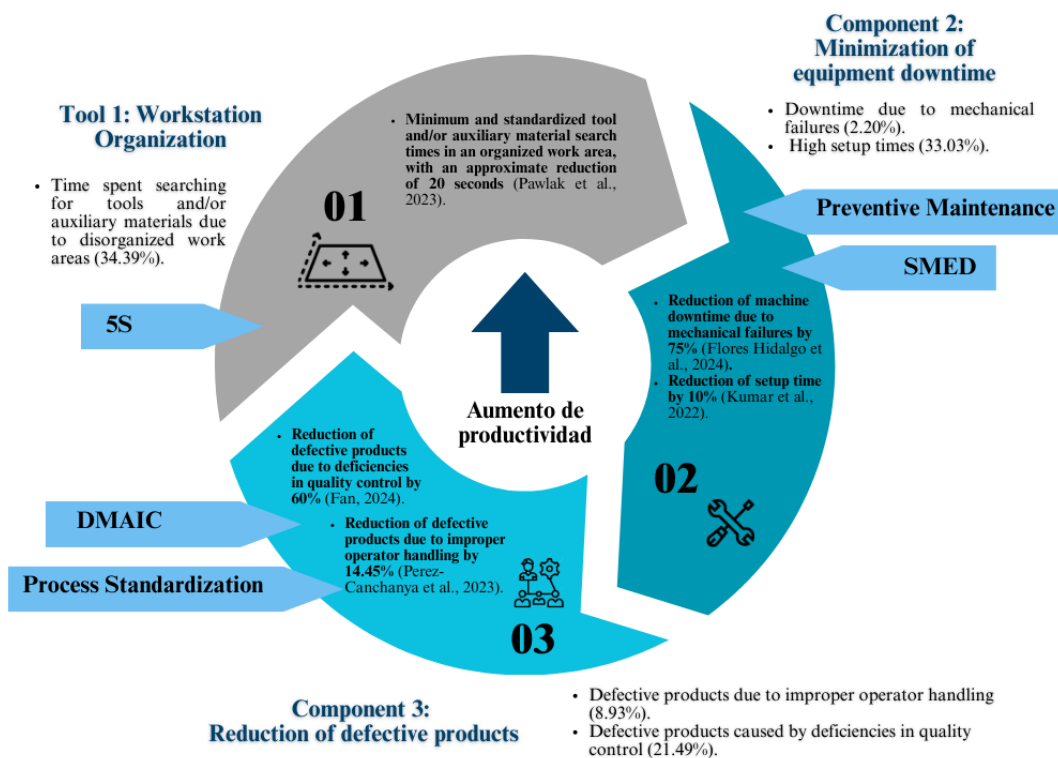 Tool 1: Workstation
Organization
• Time spent searching
for tools and/or
auxiliary materials due
to disorganized work
areas (34.39%).
5S
01
• Minimum and standardized tool
and/or auxiliary material search
times in an organized work area,
with an approximate reduction
of 20 seconds (Pawlak et al.,
2023).
Component 2:
Minimization of
equipment downtime
• Downtime due to mechanical
failures (2.20%).
• High setup times (33.03%).
Preventive Maintenance
SMED
• Reduction of machine
downtime due to
mechanical failures by
75% (Flores Hidalgo et
al., 2024).
• Reduction of setup time
by 10% (Kumar et al.,
2022).
02
Aumento de
productividad
• Reduction of
defective products
due to deficiencies
in quality control by
60% (Fan, 2024).
• Reduction of defective
products due to improper
operator handling by
14.45% (Perez-
Canchanya et al., 2023).
DMAIC
Process Standardization
03
Component 3:
Reduction of defective products
• Defective products due to improper operator handling
(8.93%).
• Defective products caused by deficiencies in quality
control (21.49%).